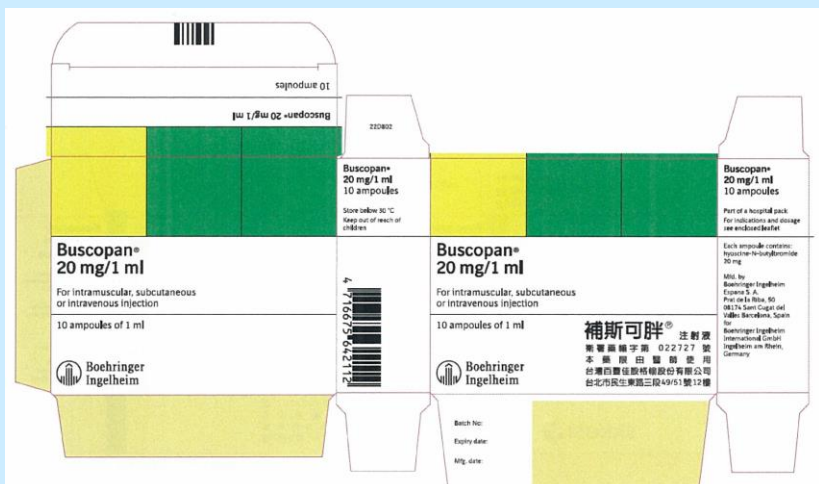 10 ampoules
Buscopan® 20 mg/1 ml
220802
Buscopan®
20 mg/1 ml
10 ampoules
Store below 30 °C
Keep out of reach of
children
Buscopan®
20 mg/1 ml
For intramuscular, subcutaneous
or intravenous injection
10 ampoules of 1 ml
Boehringer
Ingelheim
4 716675 642112
Buscopan®
20 mg/1 ml
For intramuscular, subcutaneous
or intravenous injection
10 ampoules of 1 ml
Boehringer
Ingelheim
補斯可胖® 注射液
衛署藥輸字第 022727 號
本藥限由醫師使用
台灣百靈佳殷格翰股份有限公司
台北市民生東路三段49/51號12樓
Batch No:
Expiry date:
Mfg. date:
Buscopan®
20 mg/1 ml
10 ampoules
Part of a hospital pack:
For indications and dosage
see enclosed leaflet
Each ampoule contains:
hyoscine-N-butylbromide
20 mg
Mfd. by
Boehringer Ingelheim
Espana S. A.
Prat de la Riba, 50
08174 Sant Cugat del
Valles Barcelona, Spain
for
Boehringer Ingelheim
International GmbH
Ingelheim am Rhein,
Germany